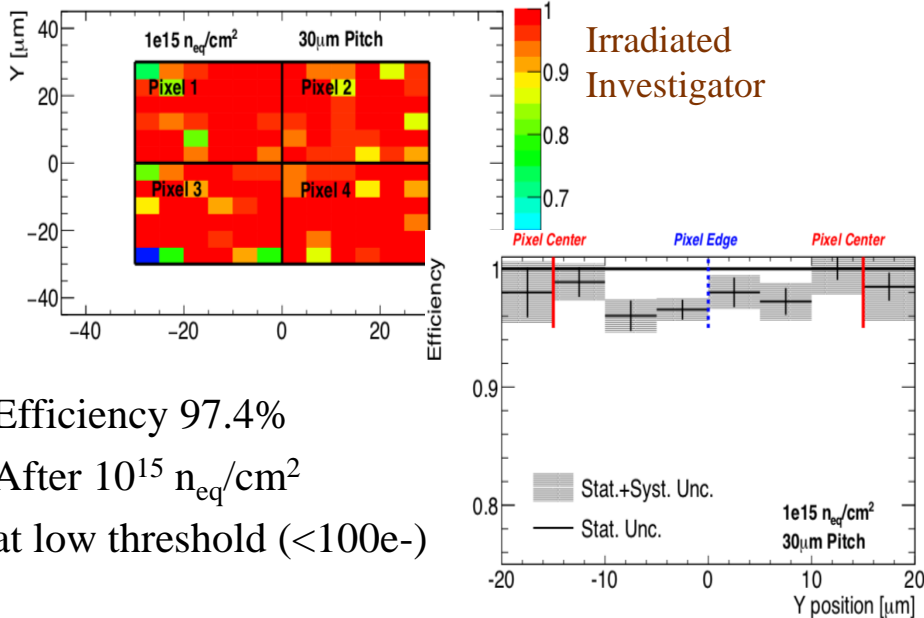 Y [μm]
40
20
0
−20
−40
1e15 n_eq/cm²
30μm Pitch
Pixel 1
Pixel 2
Pixel 3
Pixel 4
−40
−20
0
20
1
0.9
0.8
0.7
Irradiated
Investigator
Efficiency
Pixel Center
Pixel Edge
Pixel Center
1
0.9
0.8
Stat.+Syst. Unc.
Stat. Unc.
1e15 n_eq/cm²
30μm Pitch
-20
-10
0
10
20
Y position [μm]
Efficiency 97.4%
After 10¹⁵ n_eq/cm²
at low threshold (<100e-)